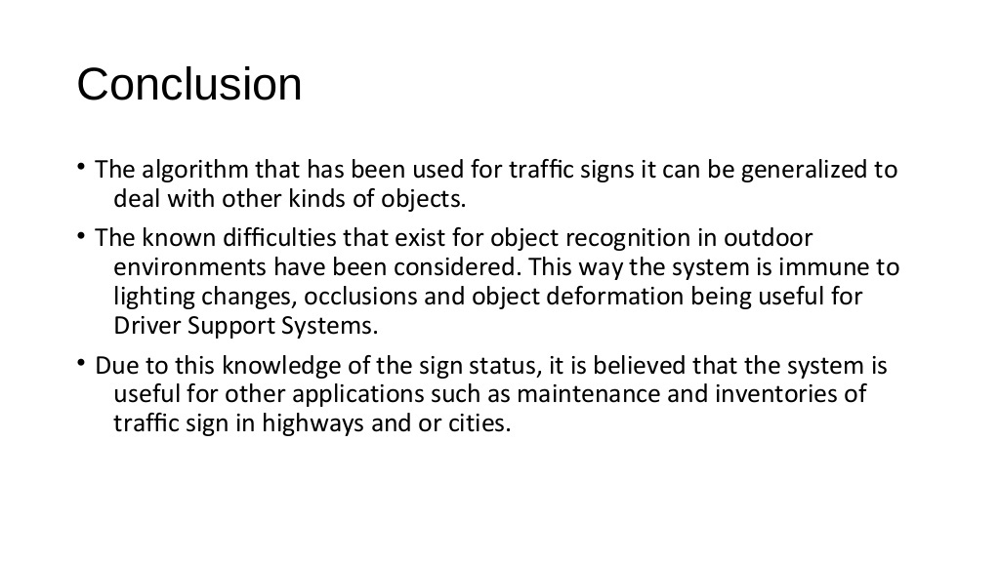 Conclusion
• The algorithm that has been used for traffic signs it can be generalized to
deal with other kinds of objects.
• The known difficulties that exist for object recognition in outdoor
environments have been considered. This way the system is immune to
lighting changes, occlusions and object deformation being useful for
Driver Support Systems.
• Due to this knowledge of the sign status, it is believed that the system is
useful for other applications such as maintenance and inventories of
traffic sign in highways and or cities.